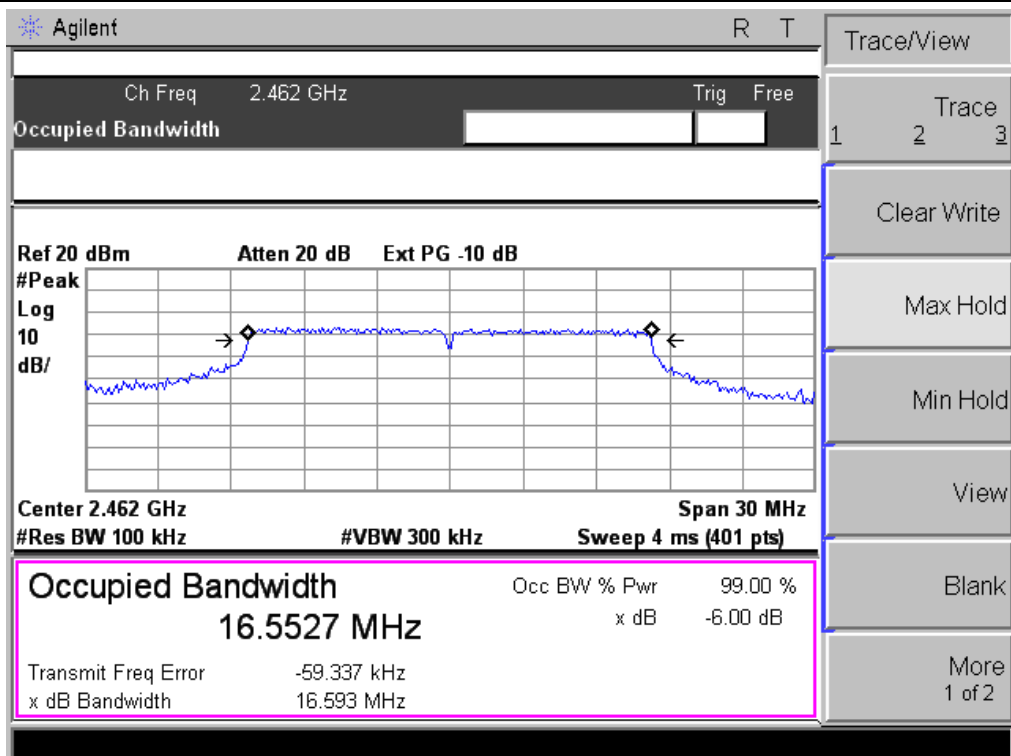 Agilent R T
Trace/View
Ch Freq 2.462 GHz Trig Free
Occupied Bandwidth
Trace
1 2 3
Clear Write
Ref 20 dBm Atten 20 dB Ext PG -10 dB
#Peak
Log
10
dB/
Max Hold
Min Hold
View
Center 2.462 GHz Span 30 MHz
#Res BW 100 kHz #VBW 300 kHz Sweep 4 ms (401 pts)
Occupied Bandwidth Occ BW % Pwr 99.00 %
16.5527 MHz x dB -6.00 dB
Blank
Transmit Freq Error -59.337 kHz
x dB Bandwidth 16.593 MHz
More
1 of 2